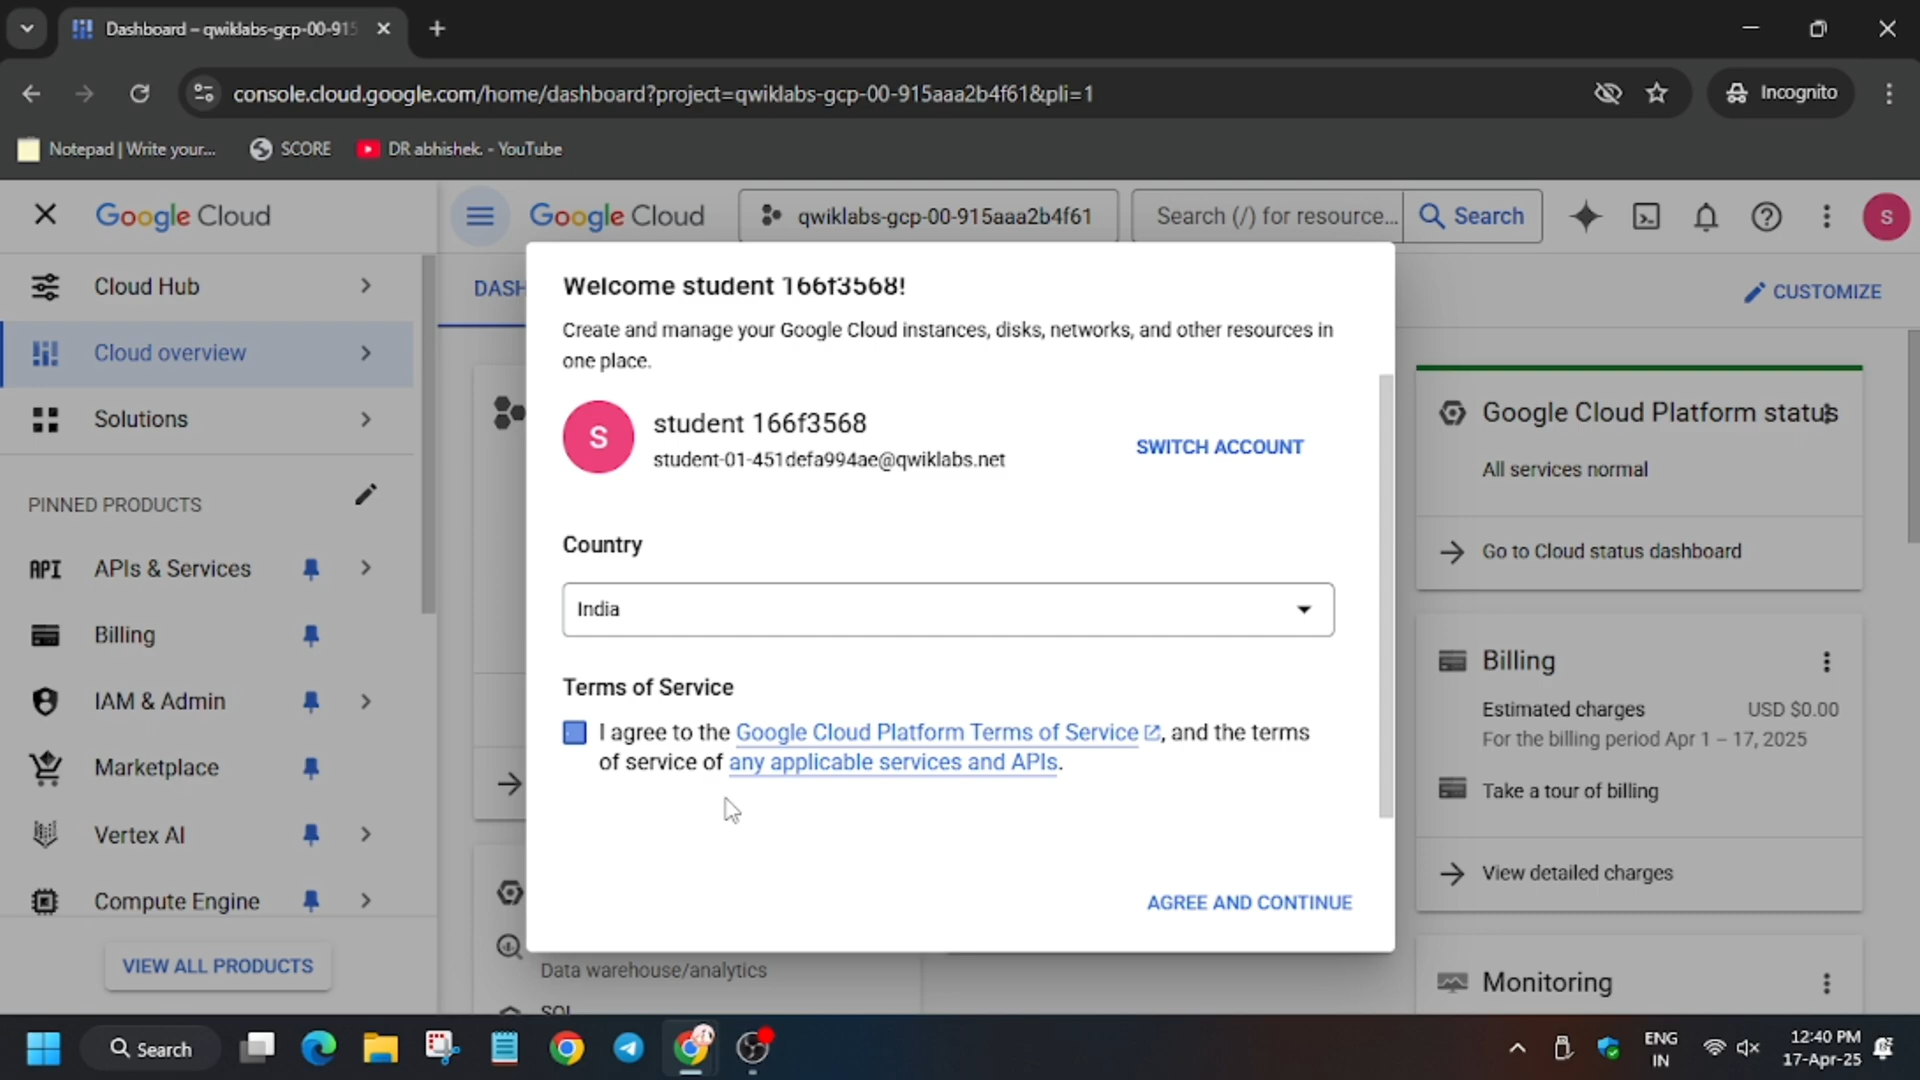 Dashboard – qwiklabs-gcp-00-915
console.cloud.google.com/home/dashboard?project=qwiklabs-gcp-00-915aaa2b4f61&pli=1
Incognito
Notepad | Write your...
SCORE
DR abhishek. - YouTube
Google Cloud
Google Cloud
qwiklabs-gcp-00-915aaa2b4f61
Search (/) for resource...
Search
S
Cloud Hub
Cloud overview
Solutions
PINNED PRODUCTS
API
APIs & Services
Billing
IAM & Admin
Marketplace
Vertex AI
Compute Engine
VIEW ALL PRODUCTS
DASH
CUSTOMIZE
Welcome student 166f3568!
Create and manage your Google Cloud instances, disks, networks, and other resources in
one place.
S
student 166f3568
student-01-451defa994ae@qwiklabs.net
SWITCH ACCOUNT
Country
India
Terms of Service
I agree to the Google Cloud Platform Terms of Service, and the terms
of service of any applicable services and APIs.
AGREE AND CONTINUE
Data warehouse/analytics
SQL
Google Cloud Platform status
All services normal
Go to Cloud status dashboard
Billing
Estimated charges USD $0.00
For the billing period Apr 1 – 17, 2025
Take a tour of billing
View detailed charges
Monitoring
Search
ENG
IN
12:40 PM
17-Apr-25